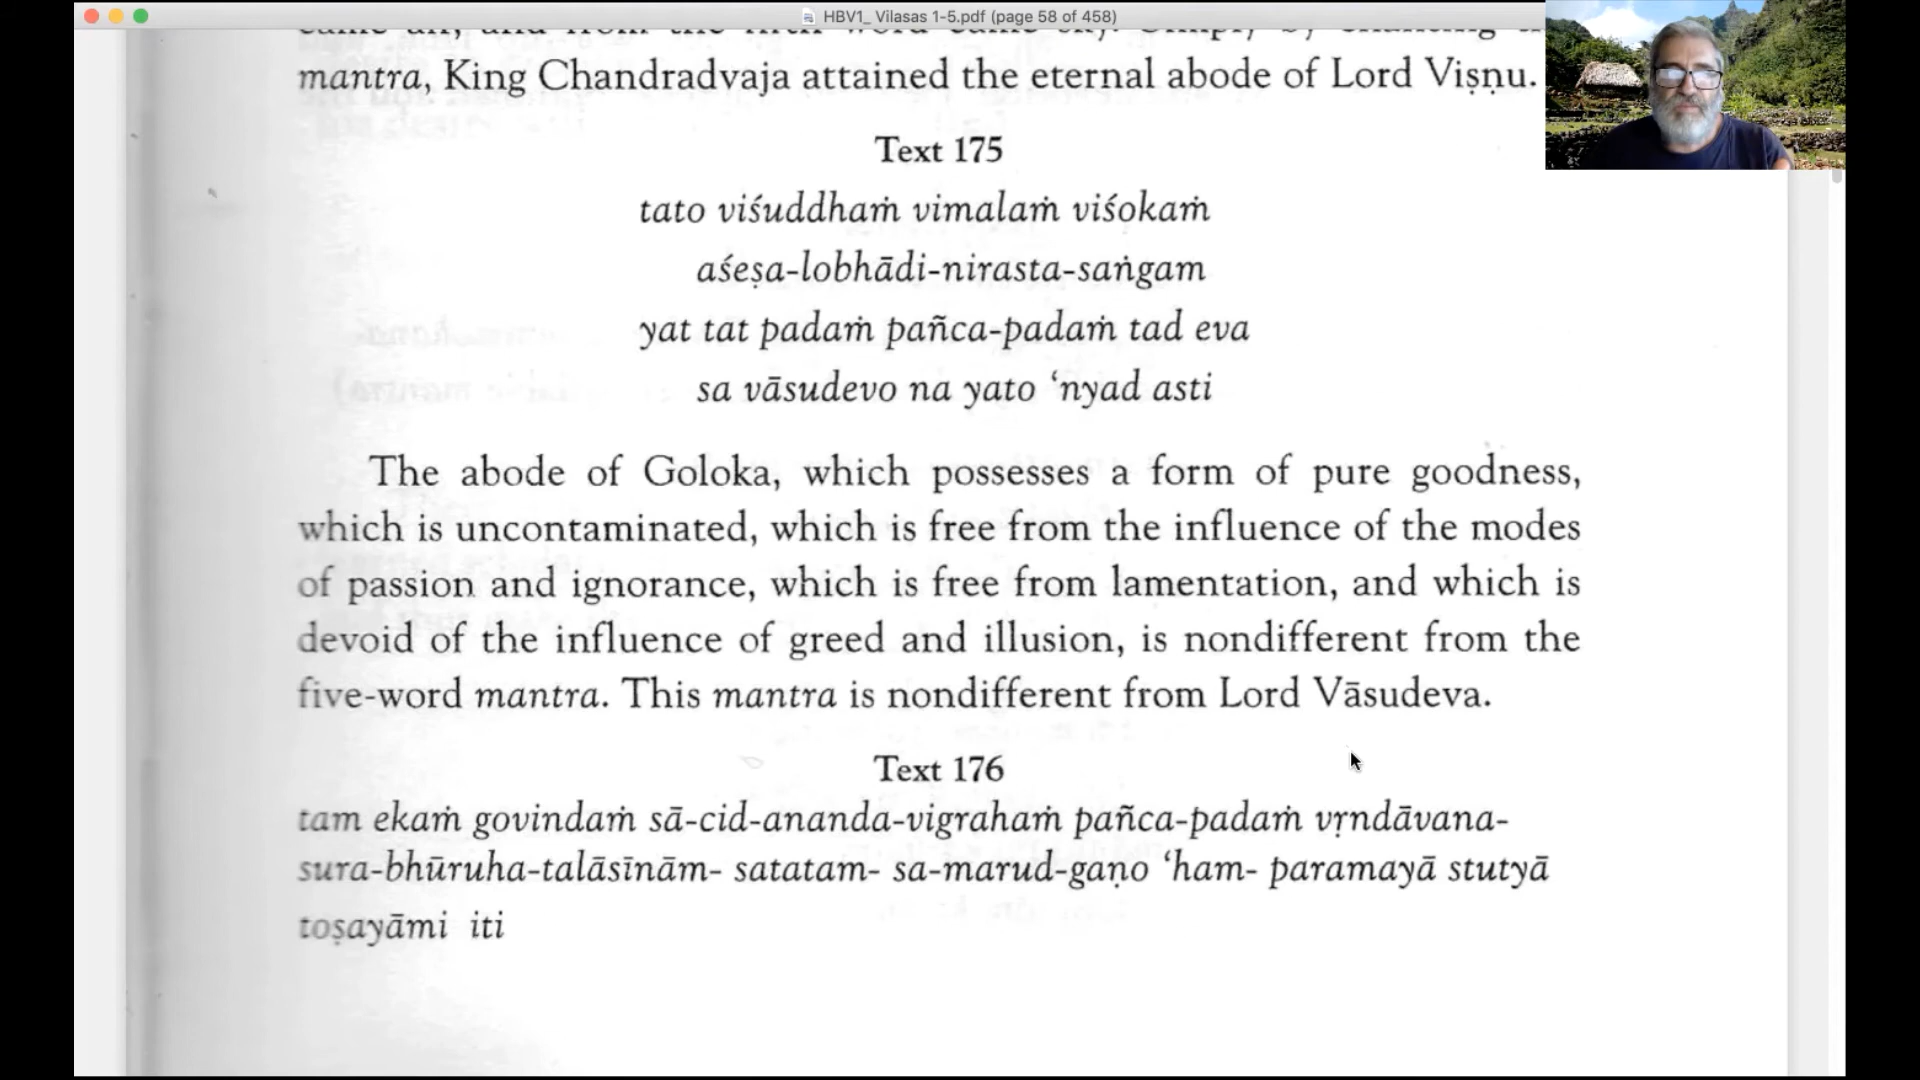 HBV1_ Vilasas 1-5.pdf (page 58 of 458)
mantra, King Chandradvaja attained the eternal abode of Lord Viṣṇu.
Text 175
tato viśuddhaṁ vimalaṁ viśokaṁ
aśeṣa-lobhādi-nirasta-saṅgam
yat tat padaṁ pañca-padaṁ tad eva
sa vāsudevo na yato ‘nyad asti
The abode of Goloka, which possesses a form of pure goodness,
which is uncontaminated, which is free from the influence of the modes
of passion and ignorance, which is free from lamentation, and which is
devoid of the influence of greed and illusion, is nondifferent from the
five-word mantra. This mantra is nondifferent from Lord Vāsudeva.
Text 176
tam ekaṁ govindaṁ sā-cid-ananda-vigrahaṁ pañca-padaṁ vṛndāvana-
sura-bhūruha-talāsīnām- satatam- sa-marud-gaṇo ‘ham- paramayā stutyā
toṣayāmi iti